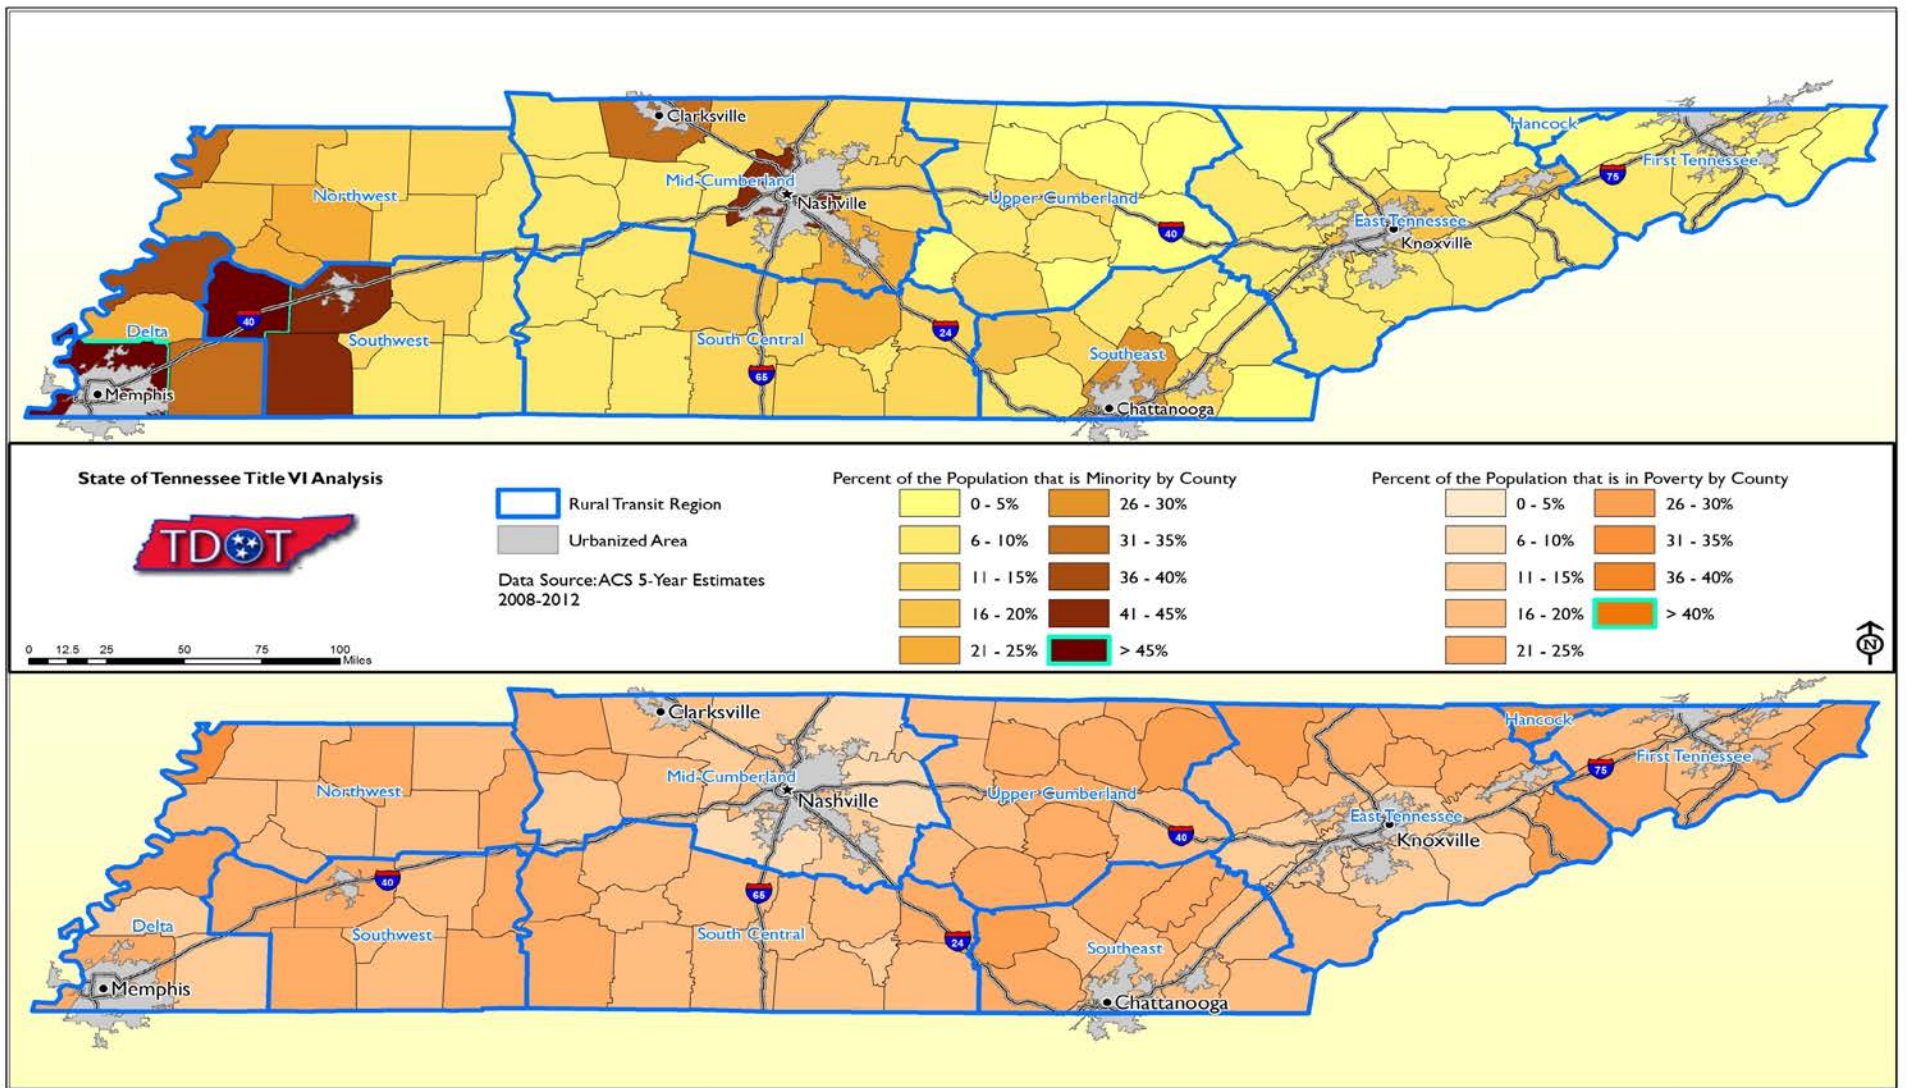 Clarksville
Hancock
First Tennessee
75
Mid-Cumberland
Northwest
Nashville
Upper Cumberland
40
East Tennessee
Knoxville
40
Delta
24
Southwest
South Central
Southeast
65
Memphis
Chattanooga
State of Tennessee Title VI Analysis
TDOT
0 12.5 25 50 75 100
Miles
Rural Transit Region
Urbanized Area
Data Source: ACS 5-Year Estimates
2008-2012
Percent of the Population that is Minority by County
0 - 5%
6 - 10%
11 - 15%
16 - 20%
21 - 25%
26 - 30%
31 - 35%
36 - 40%
41 - 45%
> 45%
Percent of the Population that is in Poverty by County
0 - 5%
6 - 10%
11 - 15%
16 - 20%
21 - 25%
26 - 30%
31 - 35%
36 - 40%
> 40%
N
Clarksville
Hancock
First Tennessee
75
Mid-Cumberland
Northwest
Nashville
Upper Cumberland
East Tennessee
40
Knoxville
40
65
Delta
Southwest
South Central
24
Southeast
Memphis
Chattanooga